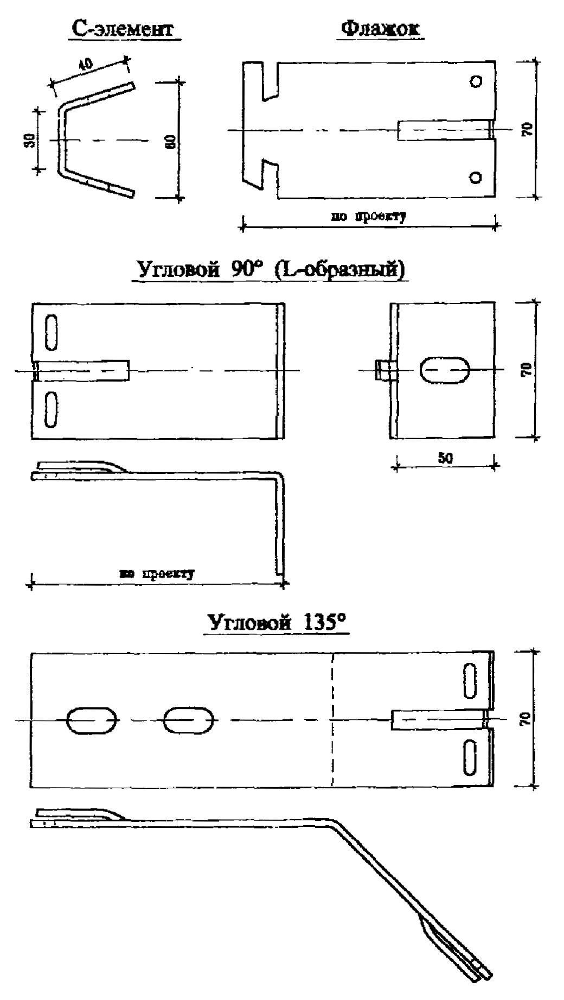 С-элемент
Флажок
40
30
60
70
по проекту
Угловой 90° (L-образный)
70
50
по проекту
Угловой 135°
70